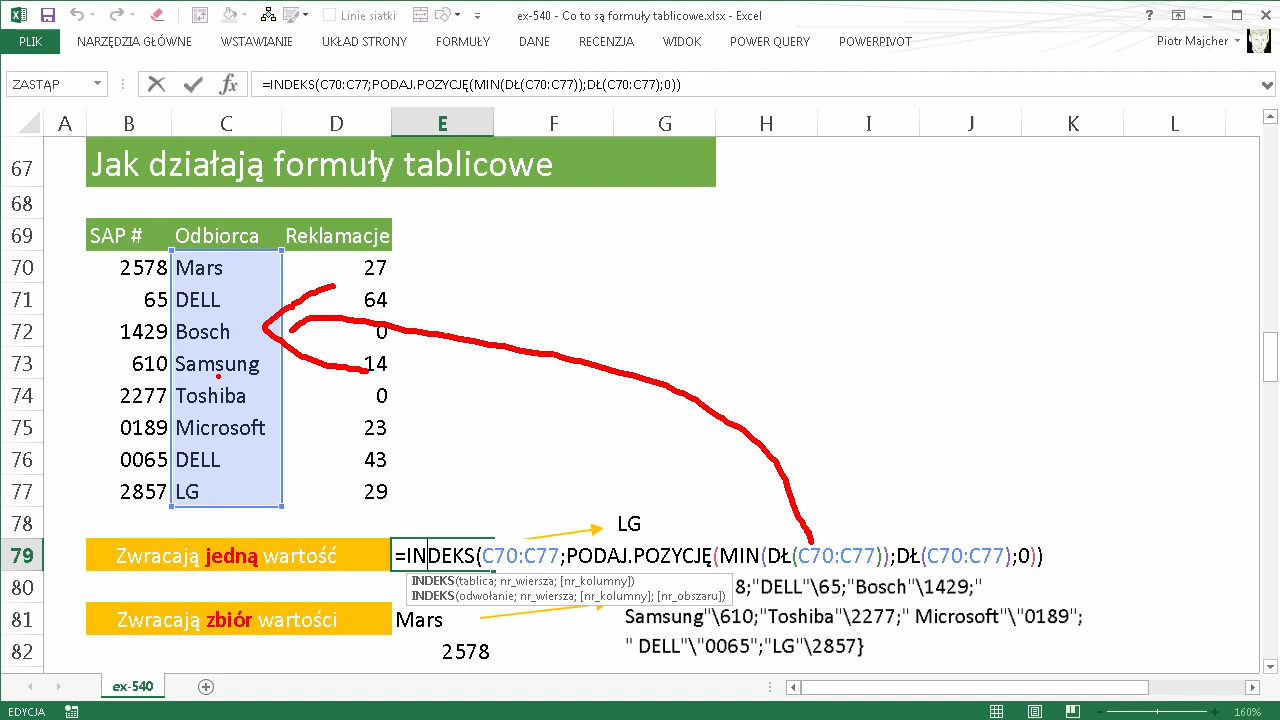 ex-540 - Co to są formuły tablicowe.xlsx - Excel
Linie siatki
PLIK NARZĘDZIA GŁÓWNE WSTAWIANIE UKŁAD STRONY FORMUŁY DANE RECENZJA WIDOK POWER QUERY POWERPIVOT Piotr Majcher
ZASTĄP =INDEKS(C70:C77;PODAJ.POZYCJĘ(MIN(DŁ(C70:C77));DŁ(C70:C77);0))
A B C D E F G H I J K L
67 Jak działają formuły tablicowe
68
69 SAP # Odbiorca Reklamacje
70 2578 Mars 27
71 65 DELL 64
72 1429 Bosch 0
73 610 Samsung 14
74 2277 Toshiba 0
75 0189 Microsoft 23
76 0065 DELL 43
77 2857 LG 29
78 LG
79 Zwracają jedną wartość =INDEKS(C70:C77;PODAJ.POZYCJĘ(MIN(DŁ(C70:C77));DŁ(C70:C77);0))
INDEKS(tablica; nr_wiersza; [nr_kolumny])
INDEKS(odwołanie; nr_wiersza; [nr_kolumny]; [nr_obszaru])
80 8;"DELL"\65;"Bosch"\1429;"
81 Zwracają zbiór wartości Mars Samsung"\610;"Toshiba"\2277;" Microsoft"\"0189";
82 2578 " DELL"\"0065";"LG"\2857}
ex-540
EDYCJA 160%